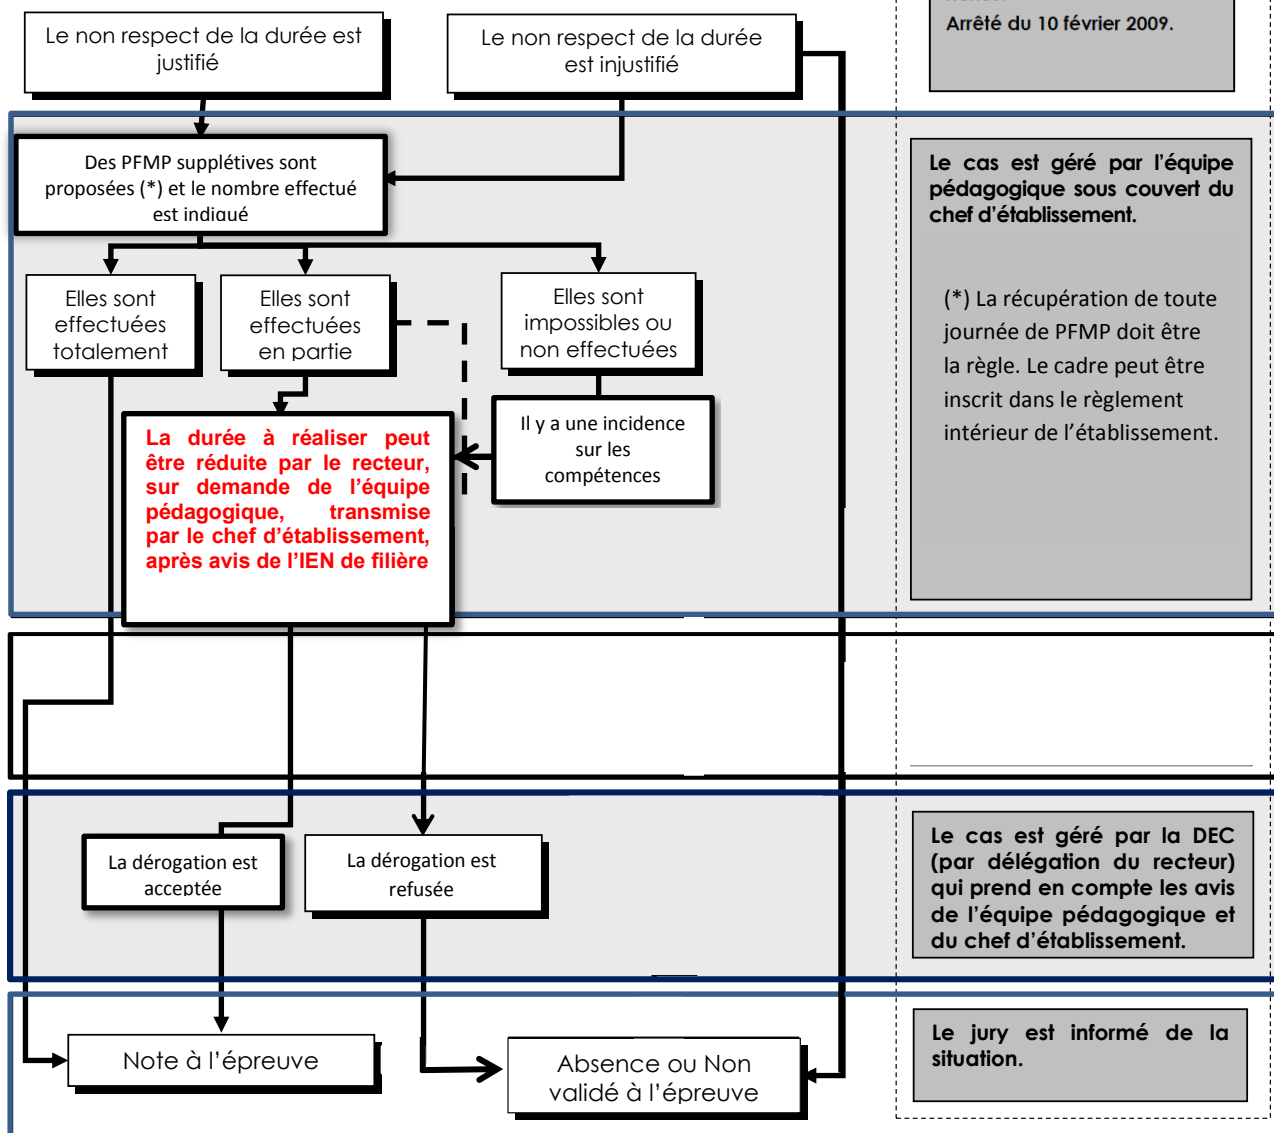 Arrêté du 10 février 2009.
Le non respect de la durée est
justifié
Le non respect de la durée
est injustifié
Des PFMP supplétives sont
proposées (*) et le nombre effectué
est indiqué
Le cas est géré par l’équipe
pédagogique sous couvert du
chef d’établissement.
(*) La récupération de toute
journée de PFMP doit être
la règle. Le cadre peut être
inscrit dans le règlement
intérieur de l’établissement.
Elles sont
effectuées
totalement
Elles sont
effectuées
en partie
Elles sont
impossibles ou
non effectuées
Il y a une incidence
sur les
compétences
La durée à réaliser peut
être réduite par le recteur,
sur demande de l’équipe
pédagogique, transmise
par le chef d’établissement,
après avis de l’IEN de filière
La dérogation est
acceptée
La dérogation est
refusée
Le cas est géré par la DEC
(par délégation du recteur)
qui prend en compte les avis
de l’équipe pédagogique et
du chef d’établissement.
Note à l’épreuve
Absence ou Non
validé à l’épreuve
Le jury est informé de la
situation.